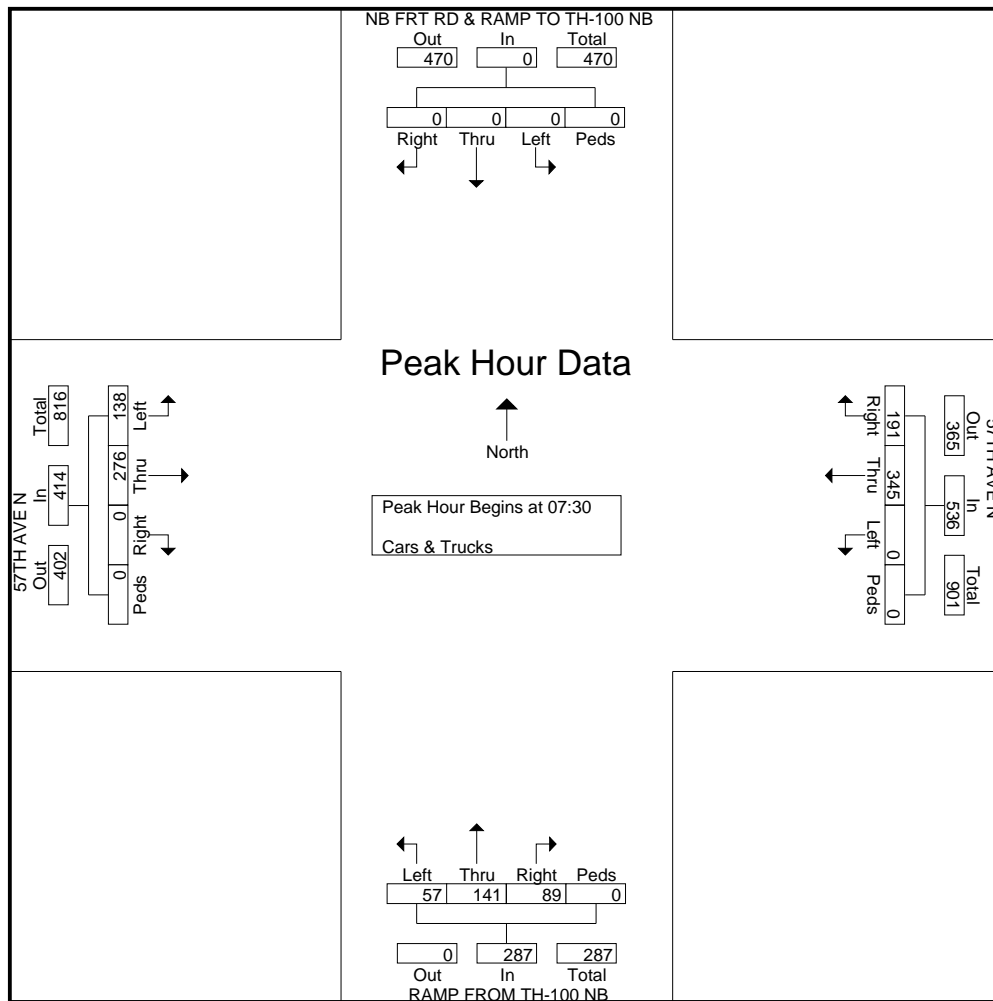 NB FRT RD & RAMP TO TH-100 NB
Out In Total
470 0 470
0 0 0 0
Right Thru Left Peds
Peak Hour Data
North
Peak Hour Begins at 07:30
Cars & Trucks
57TH AVE N
Out In Total
402 414 816
138 276 0 0
Left Thru Right Peds
57TH AVE N
Out In Total
365 536 901
191 345 0 0
Right Thru Left Peds
Left Thru Right Peds
57 141 89 0
0 287 287
Out In Total
RAMP FROM TH-100 NB